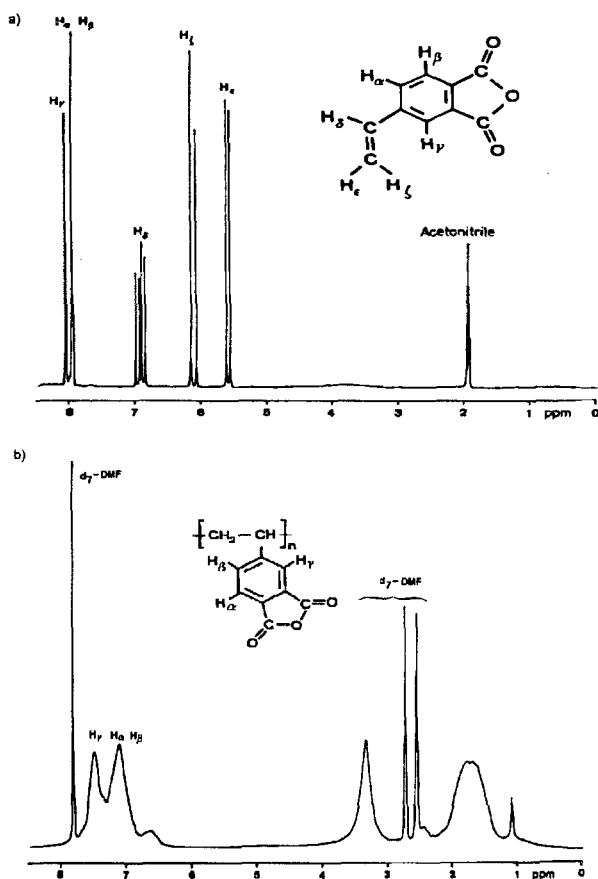 a)
Hα Hβ
Hγ
Hδ
Hζ
Hε
Hβ
Hα
Hδ
Hγ
C
C
Hε Hζ
C O
O
C O
Acetonitrile
8 7 6 5 4 3 2 1 ppm 0
b)
d₇-DMF
[CH₂-CH]n
Hβ Hγ
Hα
C O
O
C
O
d₇-DMF
Hγ Hα Hβ
8 7 6 5 4 3 2 1 ppm 0